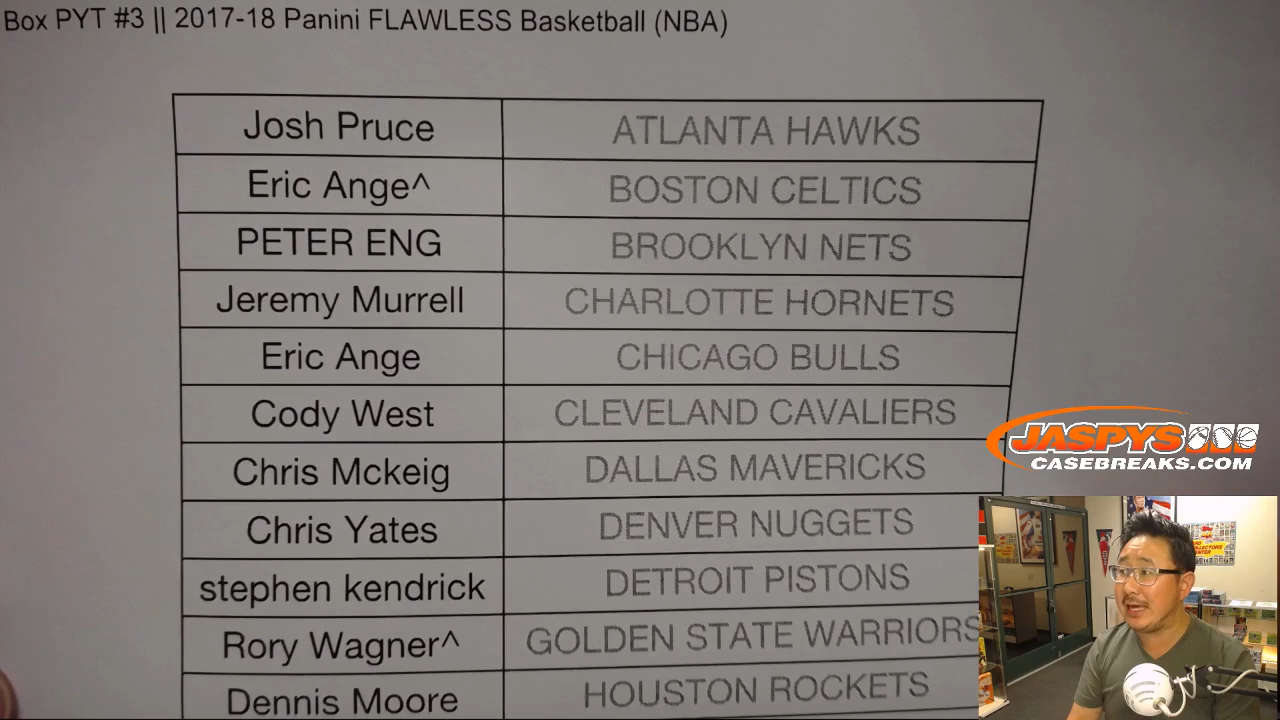 Box PYT #3 || 2017-18 Panini FLAWLESS Basketball (NBA)
Josh Pruce ATLANTA HAWKS
Eric Ange^ BOSTON CELTICS
PETER ENG BROOKLYN NETS
Jeremy Murrell CHARLOTTE HORNETS
Eric Ange CHICAGO BULLS
Cody West CLEVELAND CAVALIERS
Chris Mckeig DALLAS MAVERICKS
Chris Yates DENVER NUGGETS
stephen kendrick DETROIT PISTONS
Rory Wagner^ GOLDEN STATE WARRIORS
Dennis Moore HOUSTON ROCKETS
JASPYS
CASEBREAKS.COM